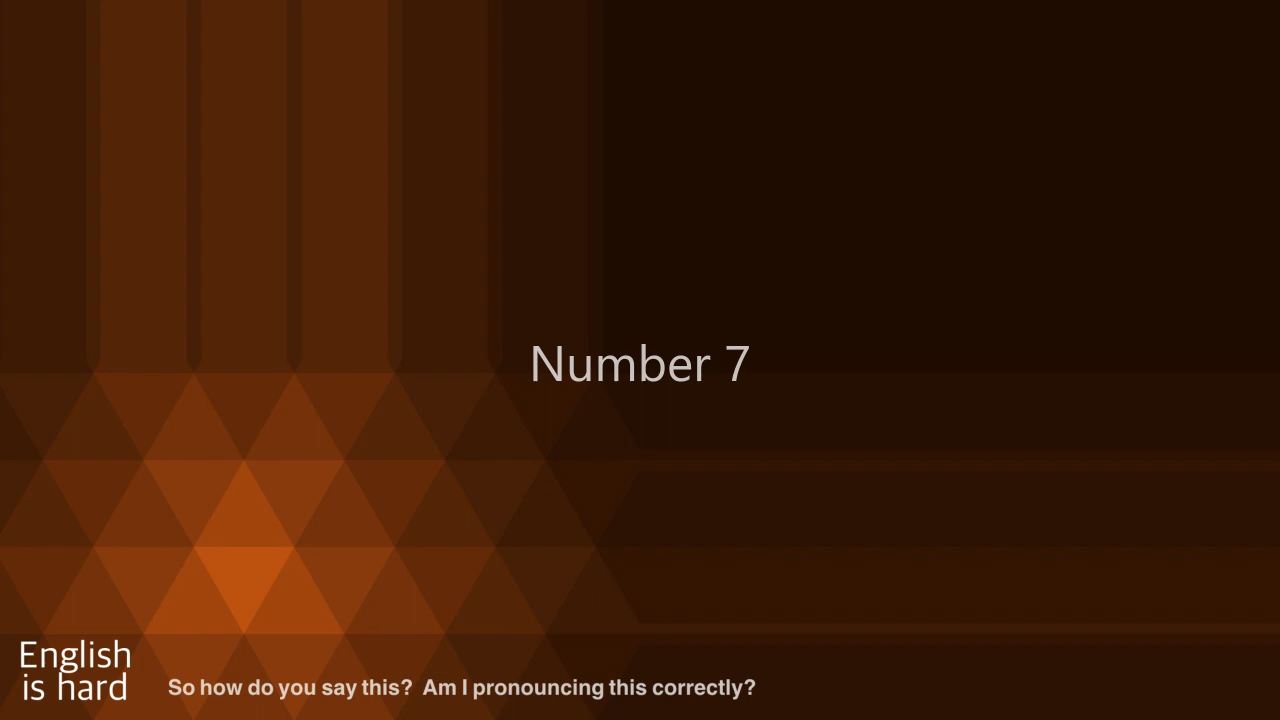 Number 7
English
is hard
So how do you say this? Am I pronouncing this correctly?